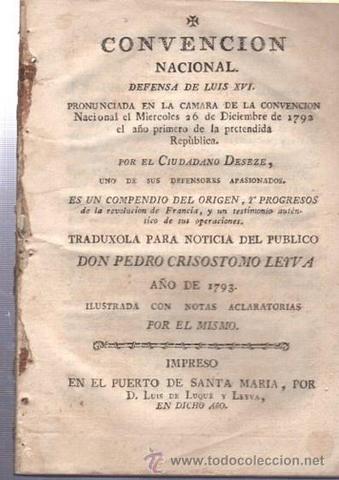 ✠
CONVENCION
NACIONAL.
DEFENSA DE LUIS XVI.
PRONUNCIADA EN LA CAMARA DE LA CONVENCION
Nacional el Miercoles 26 de Diciembre de 1792
el año primero de la pretendida
República.
POR EL CIUDADANO DESEZE,
UNO DE SUS DEFENSORES APASIONADOS.
ES UN COMPENDIO DEL ORIGEN, Y PROGRESOS
de la revolucion de Francia, y un testimonio autén-
tico de sus operaciones.
TRADUXOLA PARA NOTICIA DEL PUBLICO
DON PEDRO CRISOSTOMO LEYVA
AÑO DE 1793.
ILUSTRADA CON NOTAS ACLARATORIAS
POR EL MISMO.
IMPRESO
EN EL PUERTO DE SANTA MARIA, POR
D. LUIS DE LUQUE Y LEYVA,
EN DICHO AÑO.
www.todocoleccion.net